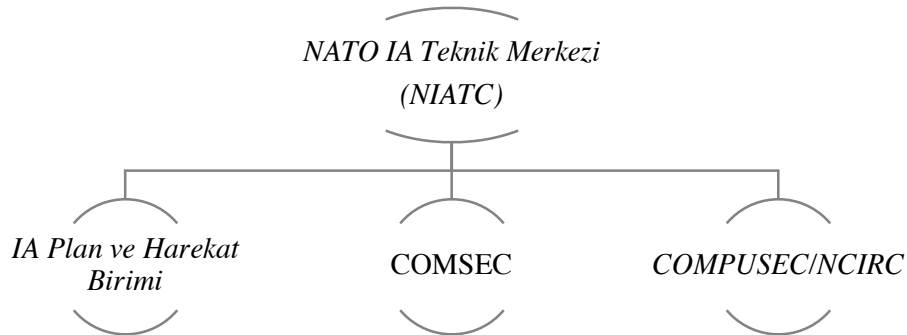 NATO IA Teknik Merkezi
(NIATC)
IA Plan ve Harekat
Birimi
COMSEC
COMPUSEC/NCIRC